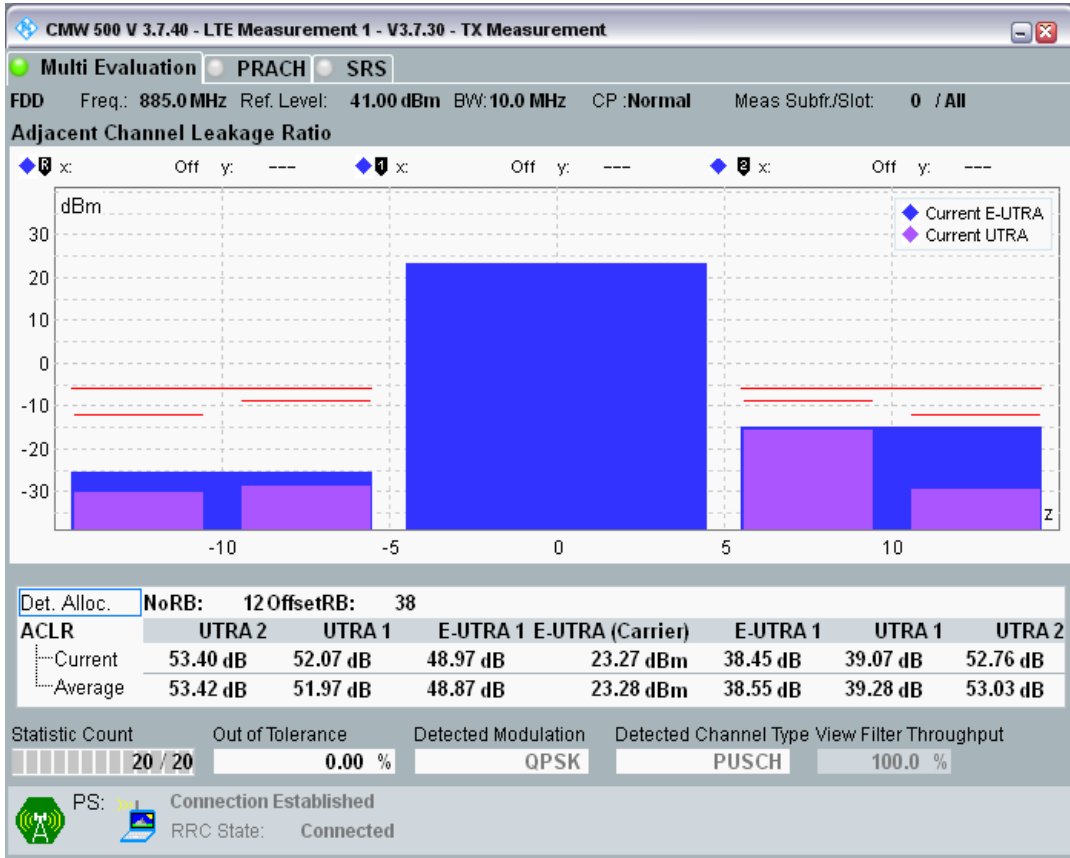 CMW 500 V 3.7.40 - LTE Measurement 1 - V3.7.30 - TX Measurement
Multi Evaluation PRACH SRS
FDD Freq.: 885.0 MHz Ref. Level: 41.00 dBm BW: 10.0 MHz CP :Normal Meas Subfr./Slot: 0 / All
Adjacent Channel Leakage Ratio
R x: Off y: --- 1 x: Off y: --- 2 x: Off y: ---
dBm
Current E-UTRA
Current UTRA
30
20
10
0
-10
-20
-30
z
-10 -5 0 5 10
Det. Alloc. NoRB: 12 OffsetRB: 38
ACLR UTRA 2 UTRA 1 E-UTRA 1 E-UTRA (Carrier) E-UTRA 1 UTRA 1 UTRA 2
Current 53.40 dB 52.07 dB 48.97 dB 23.27 dBm 38.45 dB 39.07 dB 52.76 dB
Average 53.42 dB 51.97 dB 48.87 dB 23.28 dBm 38.55 dB 39.28 dB 53.03 dB
Statistic Count Out of Tolerance Detected Modulation Detected Channel Type View Filter Throughput
20 / 20 0.00 % QPSK PUSCH 100.0 %
PS: Connection Established
RRC State: Connected